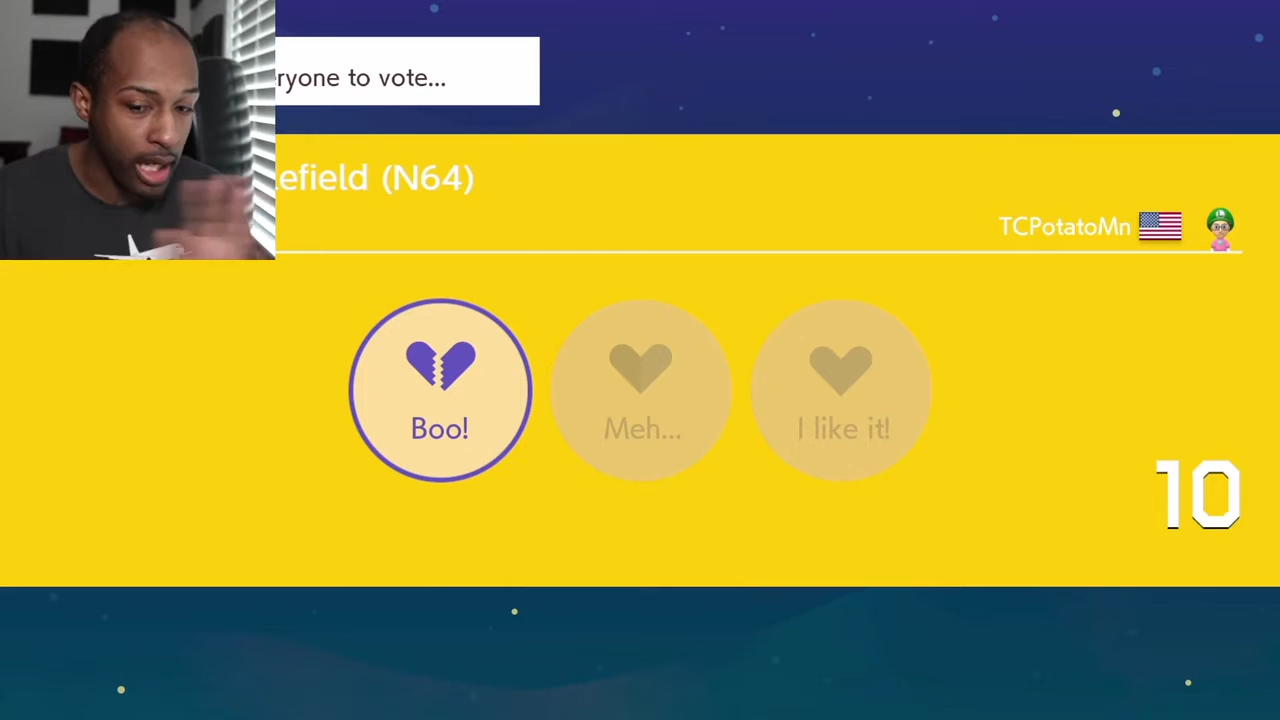 ryone to vote...
efield (N64)
TCPotatoMn
Boo!
Meh...
I like it!
10